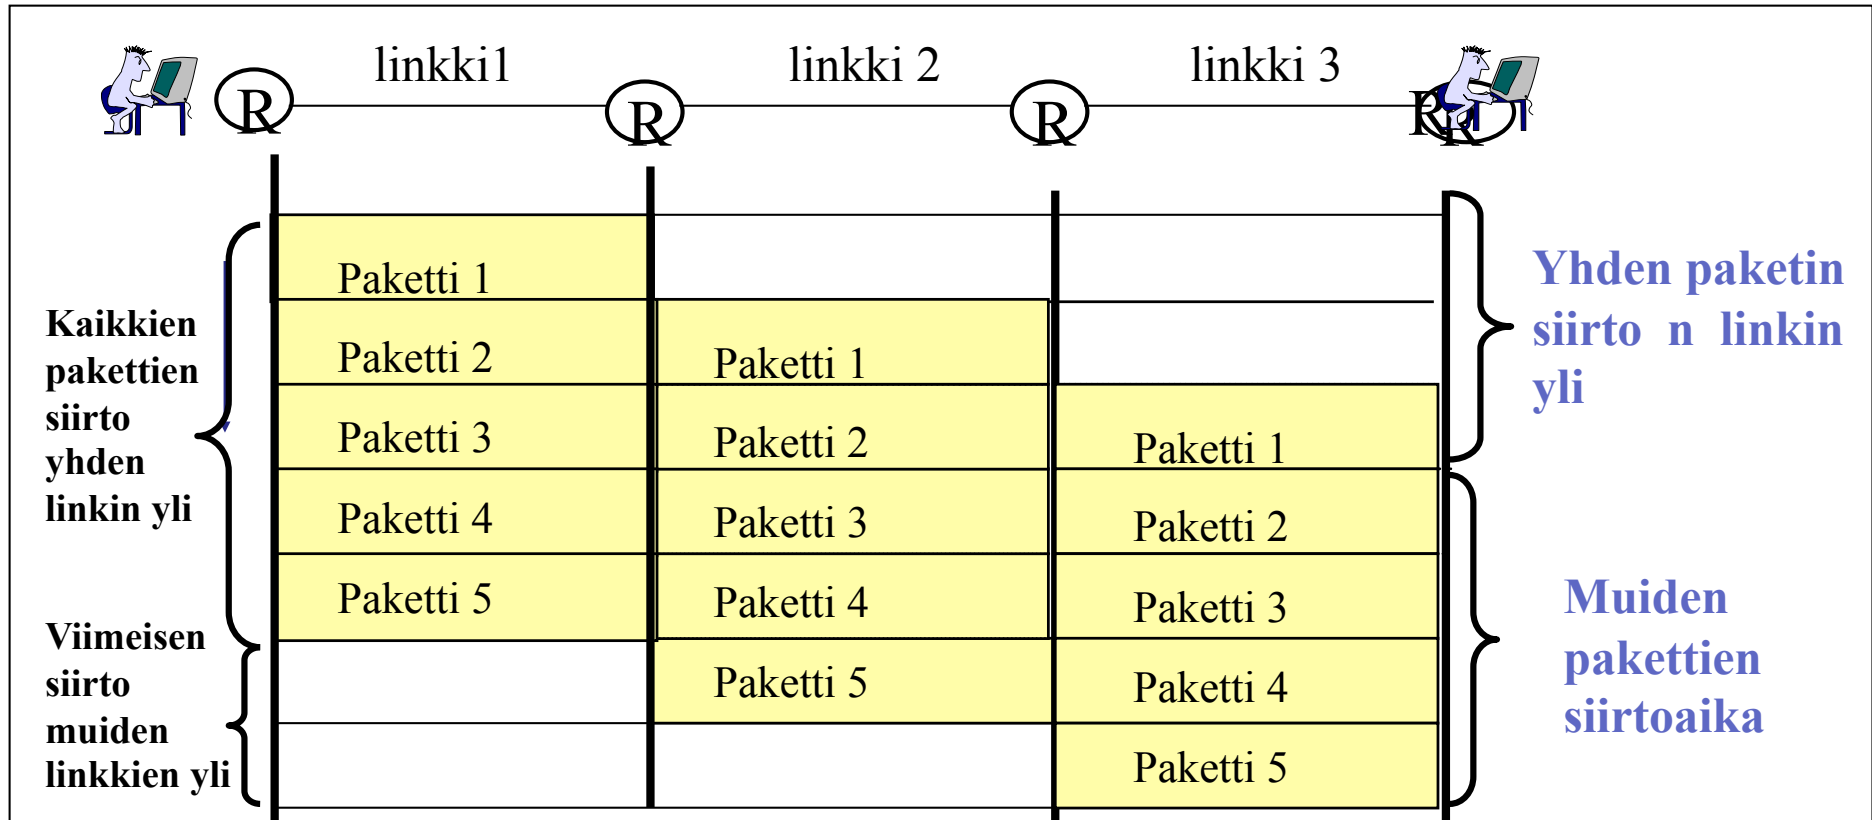 linkki1
linkki 2
linkki 3
R
R
R
R
R
Paketti 1
Paketti 2
Paketti 3
Paketti 4
Paketti 5
Paketti 1
Paketti 2
Paketti 3
Paketti 4
Paketti 5
Paketti 1
Paketti 2
Paketti 3
Paketti 4
Paketti 5
Kaikkien
pakettien
siirto
yhden
linkin yli
Viimeisen
siirto
muiden
linkkien yli
Yhden paketin
siirto n linkin
yli
Muiden
pakettien
siirtoaika